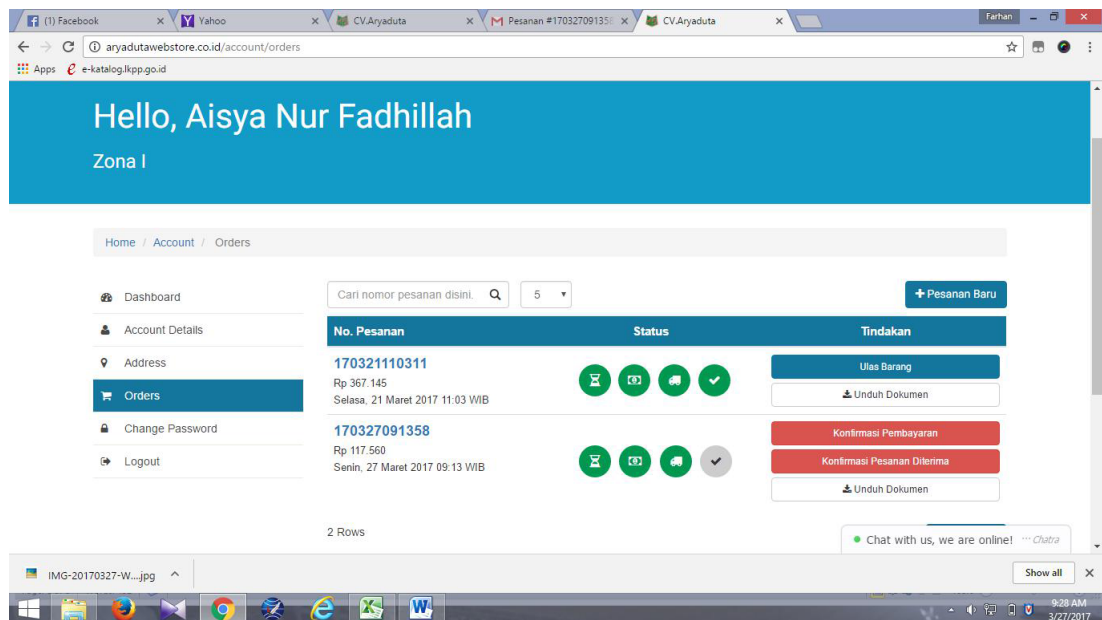 (1) Facebook
Yahoo
CV.Aryaduta
Pesanan #170327091358
CV.Aryaduta
Farhan
aryadutawebstore.co.id/account/orders
Apps
e-katalog.lkpp.go.id
Hello, Aisya Nur Fadhillah
Zona I
Home / Account / Orders
Dashboard
Account Details
Address
Orders
Change Password
Logout
Cari nomor pesanan disini.
5
+ Pesanan Baru
No. Pesanan Status Tindakan
170321110311
Rp 367.145
Selasa, 21 Maret 2017 11:03 WIB
Ulas Barang
Unduh Dokumen
170327091358
Rp 117.560
Senin, 27 Maret 2017 09:13 WIB
Konfirmasi Pembayaran
Konfirmasi Pesanan Diterima
Unduh Dokumen
2 Rows
Chat with us, we are online!
Chatra
IMG-20170327-W....jpg
Show all
9:28 AM
3/27/2017